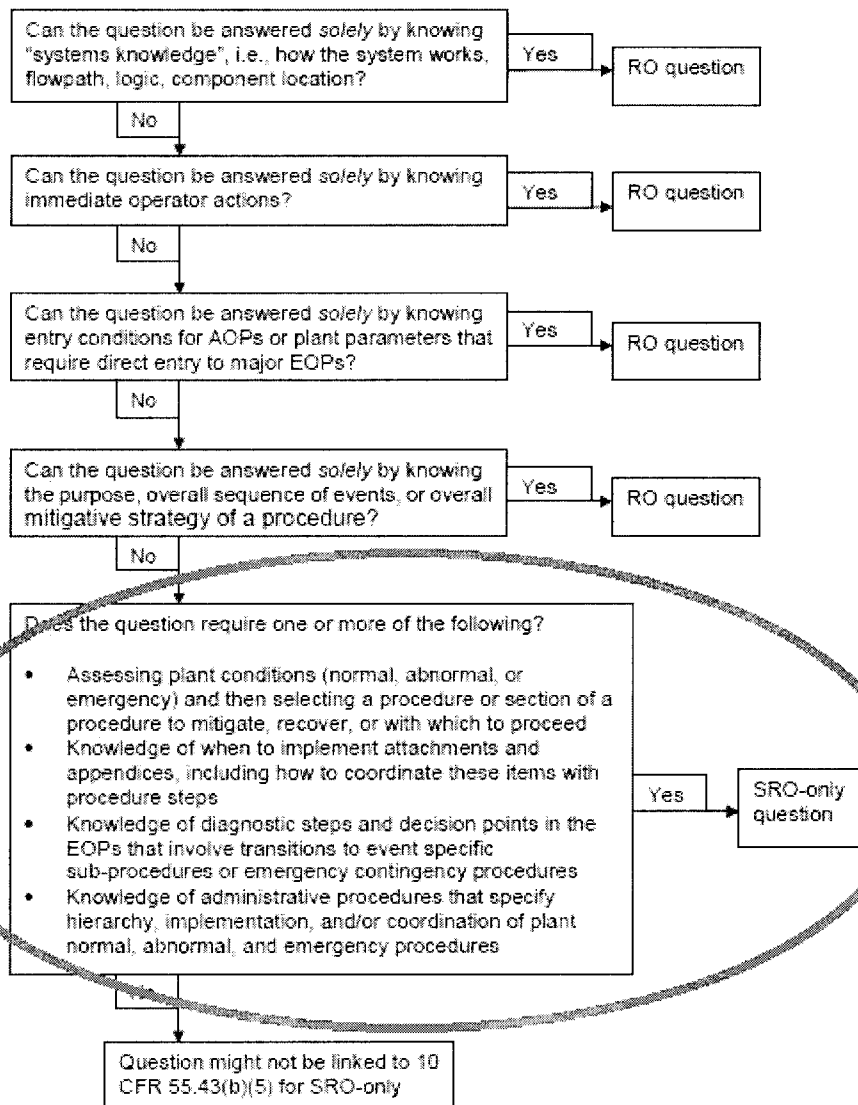 Can the question be answered solely by knowing
"systems knowledge", i.e., how the system works,
flowpath, logic, component location?
Yes
RO question
No
Can the question be answered solely by knowing
immediate operator actions?
Yes
RO question
No
Can the question be answered solely by knowing
entry conditions for AOPs or plant parameters that
require direct entry to major EOPs?
Yes
RO question
No
Can the question be answered solely by knowing
the purpose, overall sequence of events, or overall
mitigative strategy of a procedure?
Yes
RO question
No
Does the question require one or more of the following?
• Assessing plant conditions (normal, abnormal, or
emergency) and then selecting a procedure or section of a
procedure to mitigate, recover, or with which to proceed
• Knowledge of when to implement attachments and
appendices, including how to coordinate these items with
procedure steps
• Knowledge of diagnostic steps and decision points in the
EOPs that involve transitions to event specific
sub-procedures or emergency contingency procedures
• Knowledge of administrative procedures that specify
hierarchy, implementation, and/or coordination of plant
normal, abnormal, and emergency procedures
Yes
SRO-only
question
Question might not be linked to 10
CFR 55.43(b)(5) for SRO-only